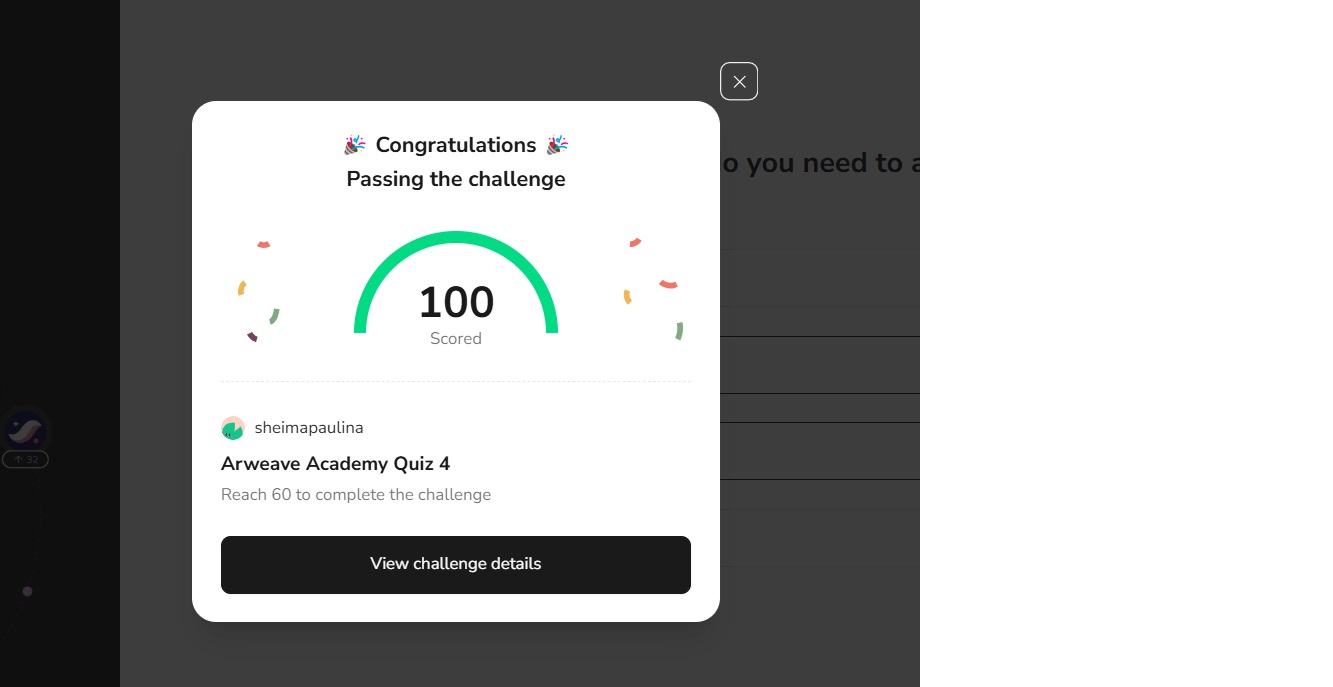 🎉 Congratulations 🎉
Passing the challenge
o you need to a
100
Scored
sheimapaulina
32
Arweave Academy Quiz 4
Reach 60 to complete the challenge
View challenge details